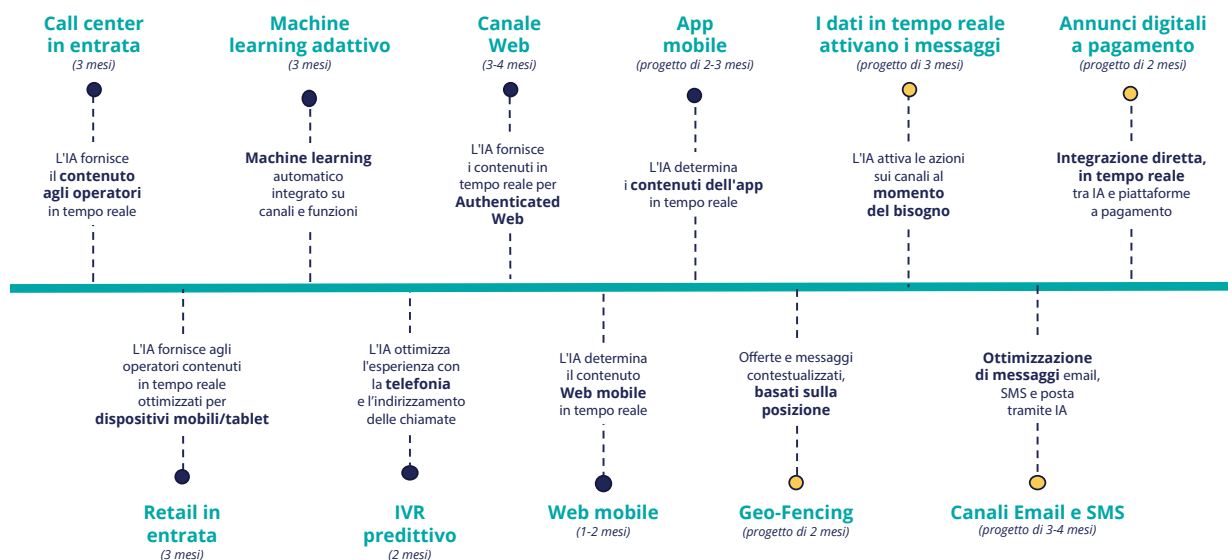 Call center
in entrata
(3 mesi)
L'IA fornisce
il contenuto
agli operatori
in tempo reale
Machine
learning adattivo
(3 mesi)
Machine learning
automatico
integrato su
canali e funzioni
Canale
Web
(3-4 mesi)
L'IA fornisce
i contenuti in
tempo reale per
Authenticated
Web
App
mobile
(progetto di 2-3 mesi)
L'IA determina
i contenuti dell'app
in tempo reale
I dati in tempo reale
attivano i messaggi
(progetto di 3 mesi)
L'IA attiva le azioni
sui canali al
momento
del bisogno
Annunci digitali
a pagamento
(progetto di 2 mesi)
Integrazione diretta,
in tempo reale
tra IA e piattaforme
a pagamento
L'IA fornisce agli
operatori contenuti
in tempo reale
ottimizzati per
dispositivi mobili/tablet
Retail in
entrata
(3 mesi)
L'IA ottimizza
l'esperienza con
la telefonia
e l’indirizzamento
delle chiamate
IVR
predittivo
(2 mesi)
L'IA determina
il contenuto
Web mobile
in tempo reale
Web mobile
(1-2 mesi)
Offerte e messaggi
contestualizzati,
basati sulla
posizione
Geo-Fencing
(progetto di 2 mesi)
Ottimizzazione
di messaggi email,
SMS e posta
tramite IA
Canali Email e SMS
(progetto di 3-4 mesi)